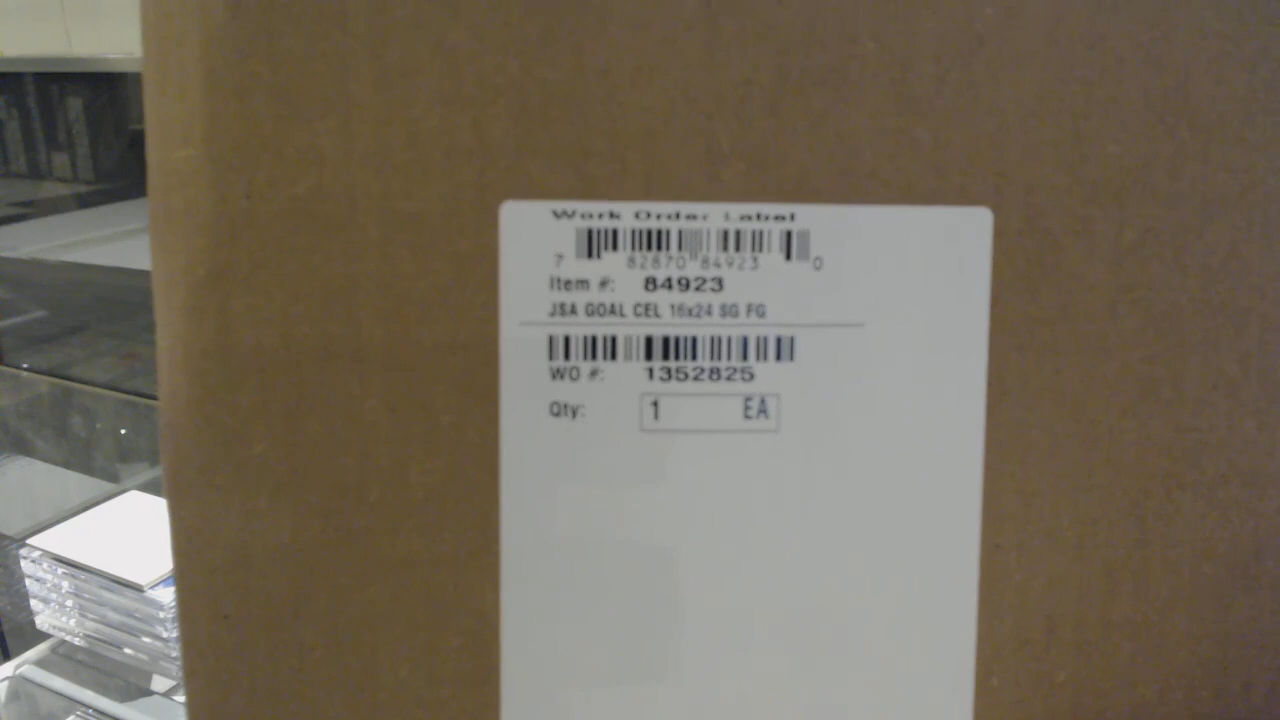 Work Order Label
7 82870 84923 0
Item #: 84923
JSA GOAL CEL 16x24 SG FG
WO #: 1352825
Qty: 1 EA